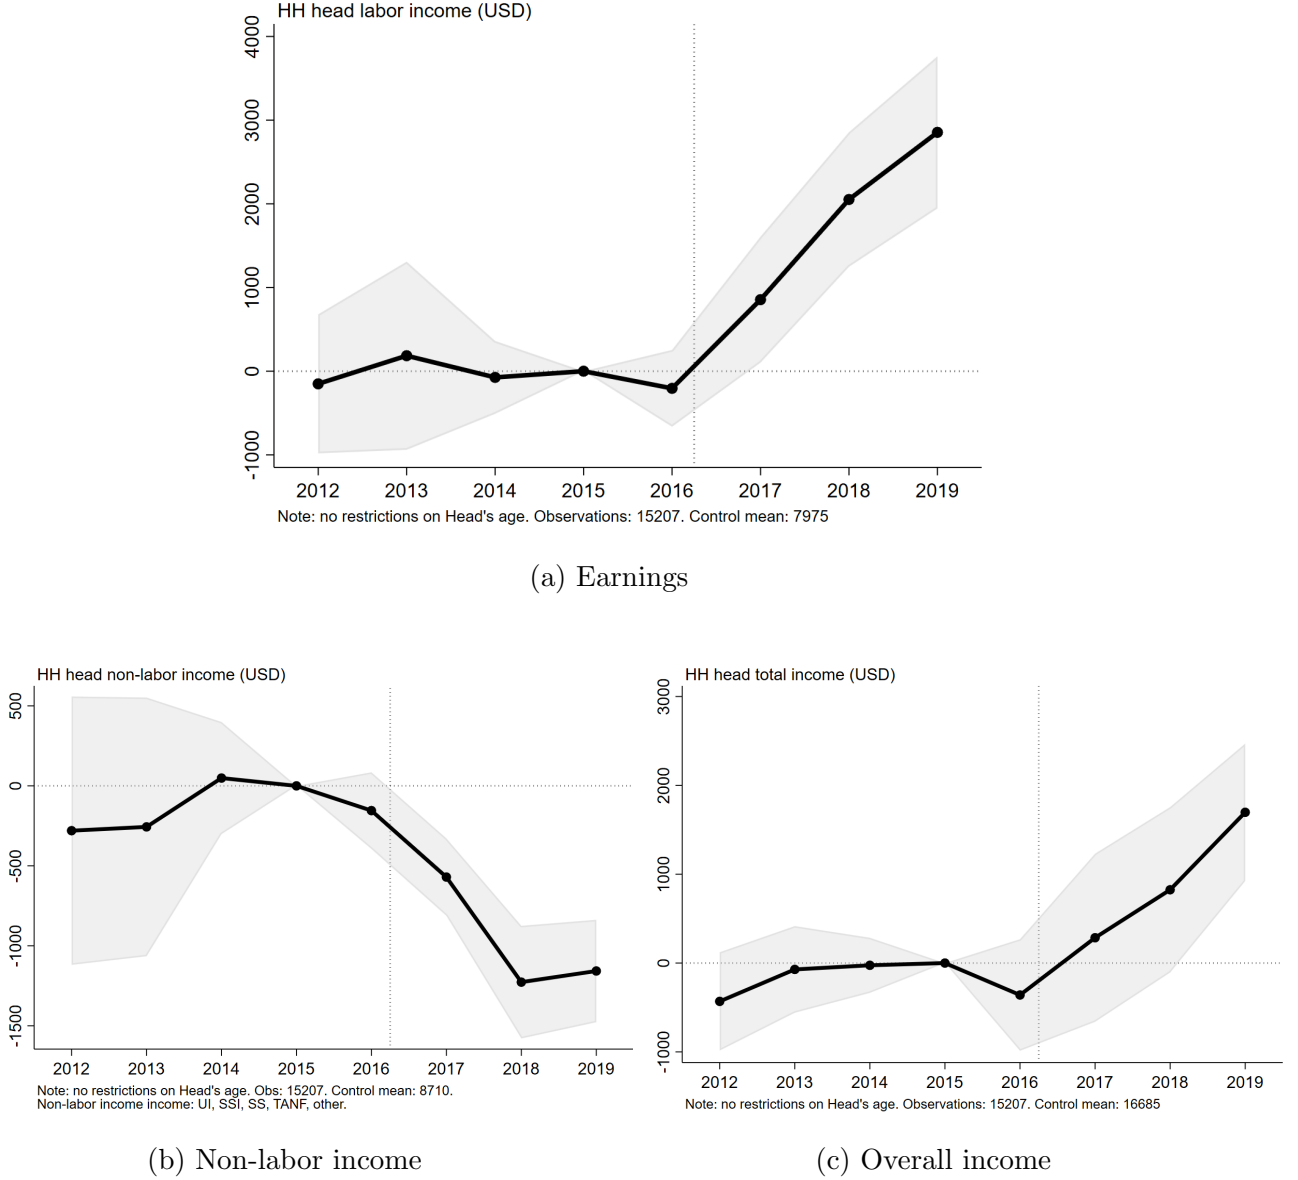 HH head labor income (USD)
4000
3000
2000
1000
0
-1000
2012 2013 2014 2015 2016 2017 2018 2019
Note: no restrictions on Head's age. Observations: 15207. Control mean: 7975
(a) Earnings
HH head non-labor income (USD)
500
0
-500
-1000
-1500
2012 2013 2014 2015 2016 2017 2018 2019
Note: no restrictions on Head's age. Obs: 15207. Control mean: 8710.
Non-labor income income: UI, SSI, SS, TANF, other.
(b) Non-labor income
HH head total income (USD)
3000
2000
1000
0
-1000
2012 2013 2014 2015 2016 2017 2018 2019
Note: no restrictions on Head's age. Observations: 15207. Control mean: 16685
(c) Overall income